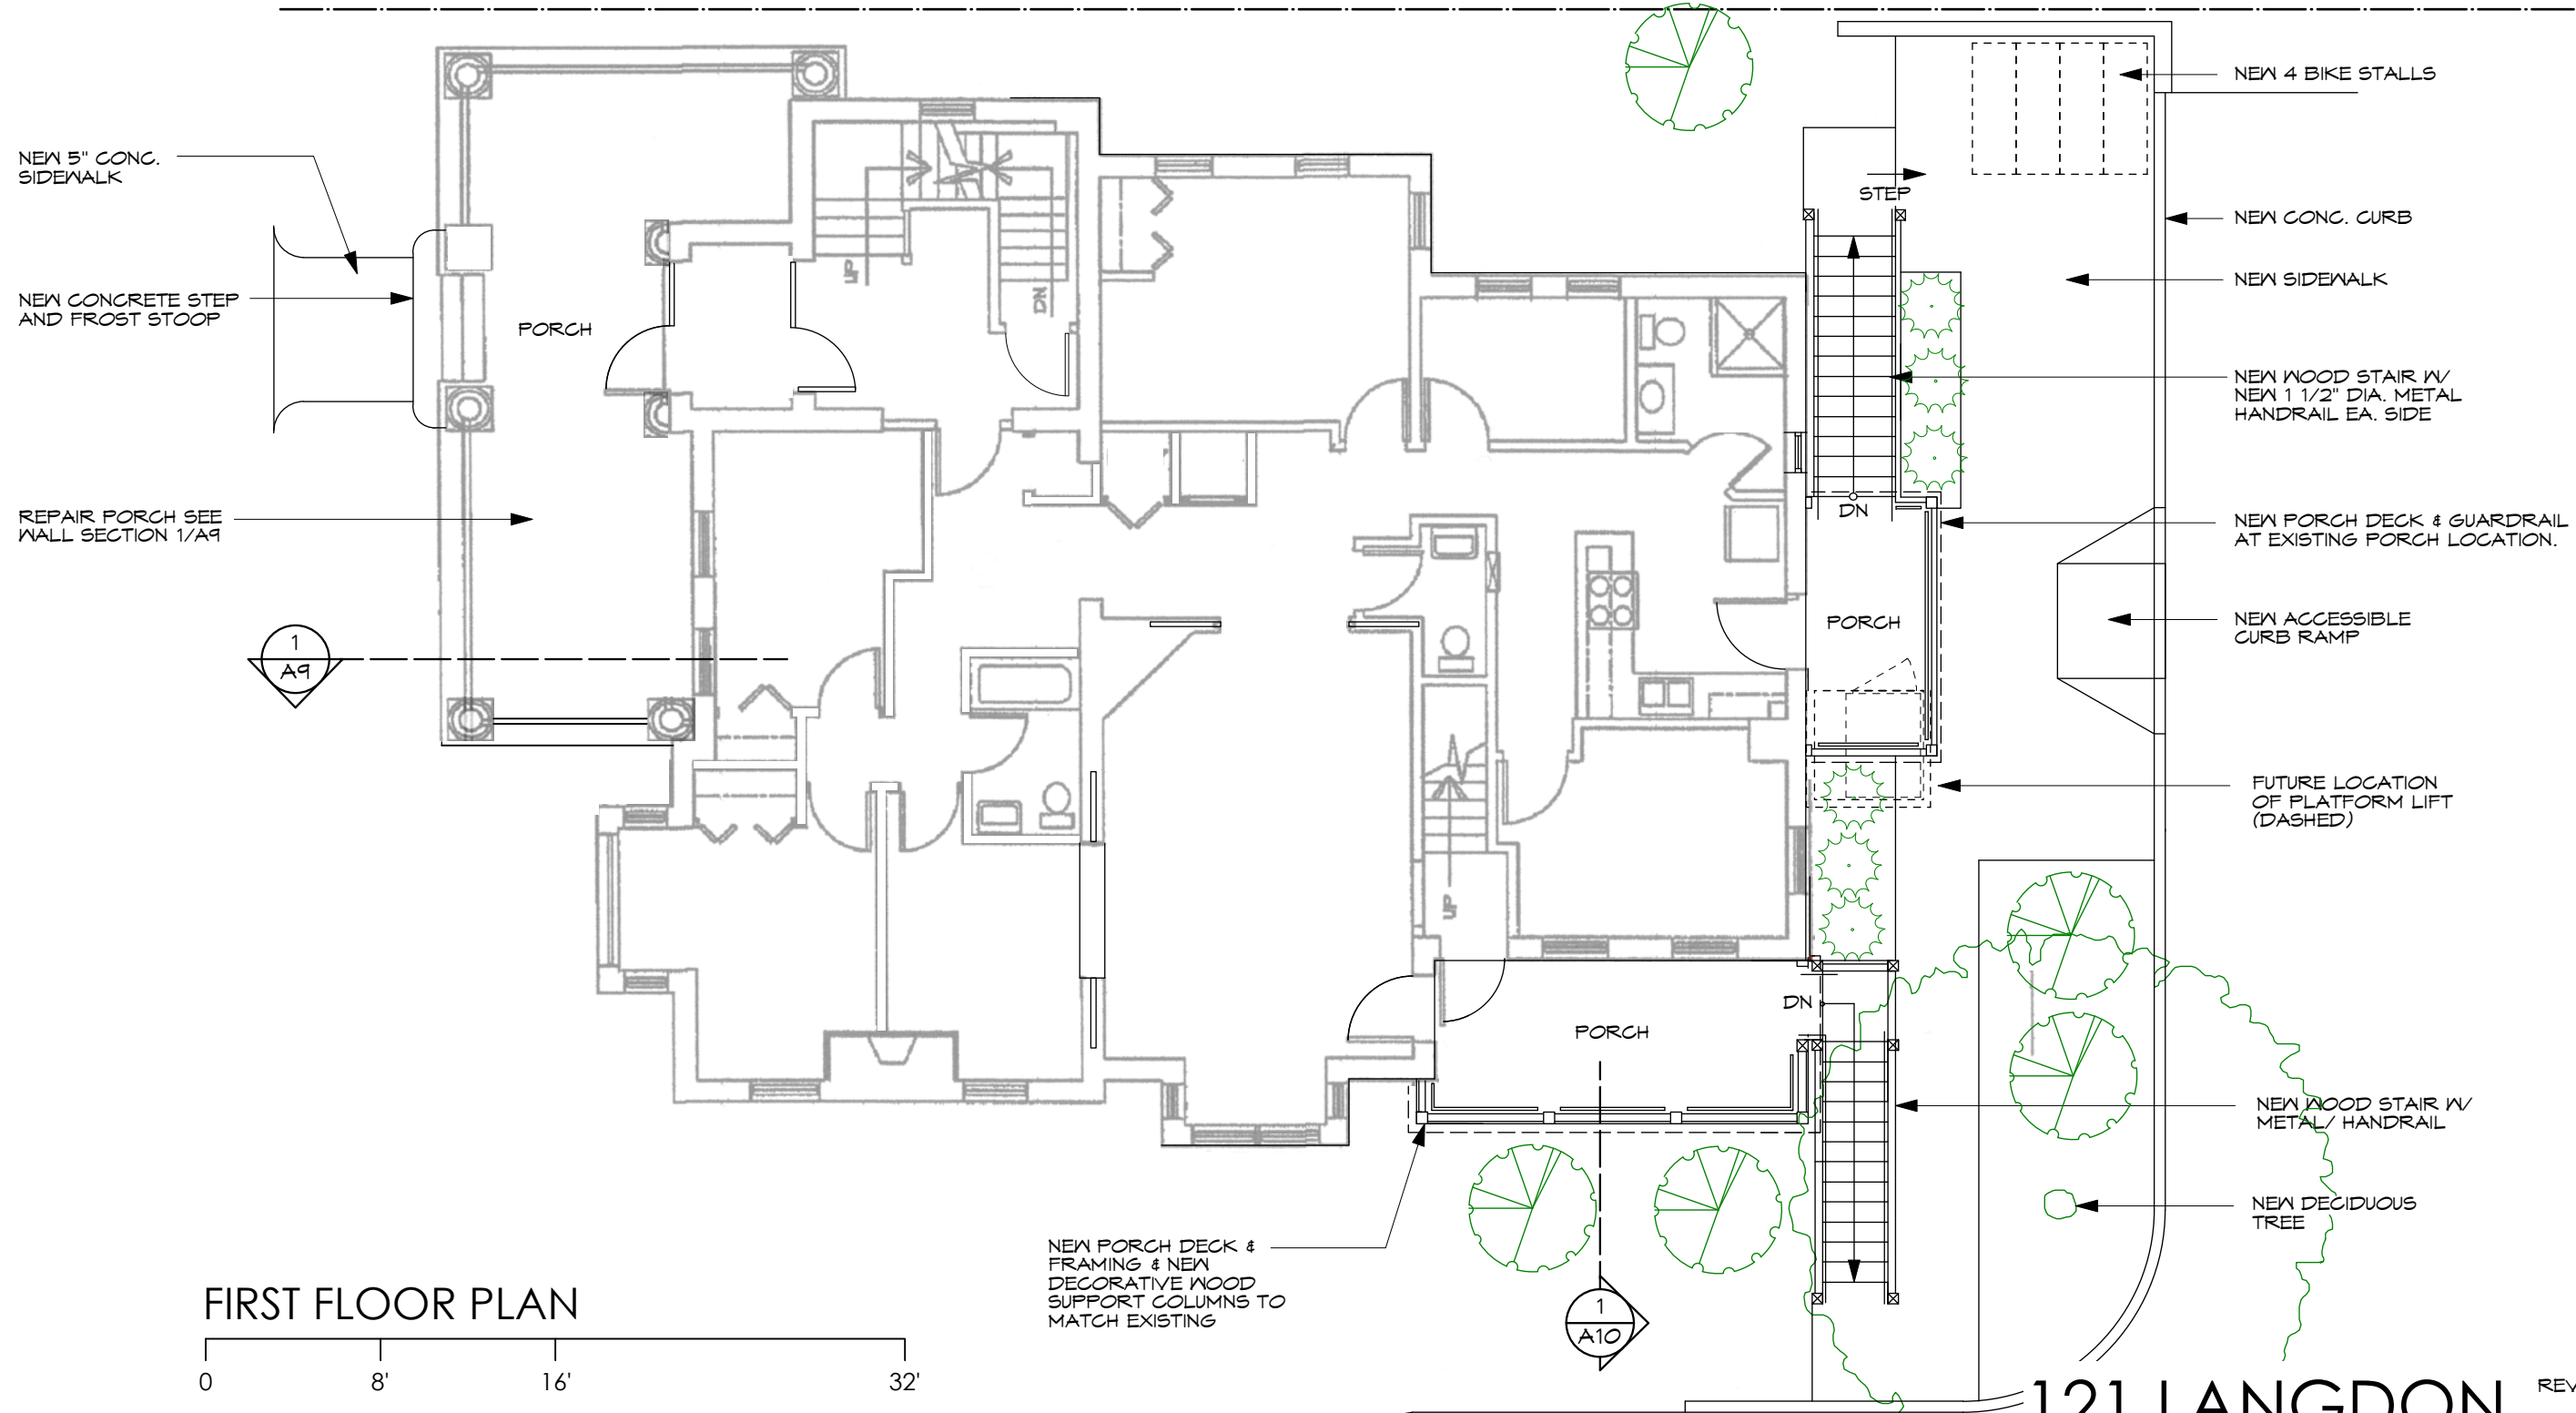 NEW 4 BIKE STALLS
NEW 5" CONC.
SIDEWALK
STEP
NEW CONC. CURB
NEW SIDEWALK
UP
DN
NEW CONCRETE STEP
AND FROST STOOP
PORCH
NEW WOOD STAIR W/
NEW 1 1/2" DIA. METAL
HANDRAIL EA. SIDE
REPAIR PORCH SEE
WALL SECTION 1/A9
DN
NEW PORCH DECK & GUARDRAIL
AT EXISTING PORCH LOCATION.
1
A9
PORCH
NEW ACCESSIBLE
CURB RAMP
FUTURE LOCATION
OF PLATFORM LIFT
(DASHED)
UP
DN
PORCH
NEW WOOD STAIR W/
METAL/ HANDRAIL
NEW DECIDUOUS
TREE
NEW PORCH DECK &
FRAMING & NEW
DECORATIVE WOOD
SUPPORT COLUMNS TO
MATCH EXISTING
1
A10
FIRST FLOOR PLAN
0 8' 16' 32'
121 LANGDON